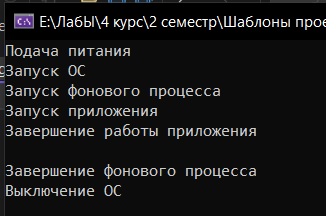 E:\ЛабЫ\4 курс\2 семестр\Шаблоны прое
Подача питания
Запуск ОС
Запуск фонового процесса
Запуск приложения
Завершение работы приложения
Завершение фонового процесса
Выключение ОС